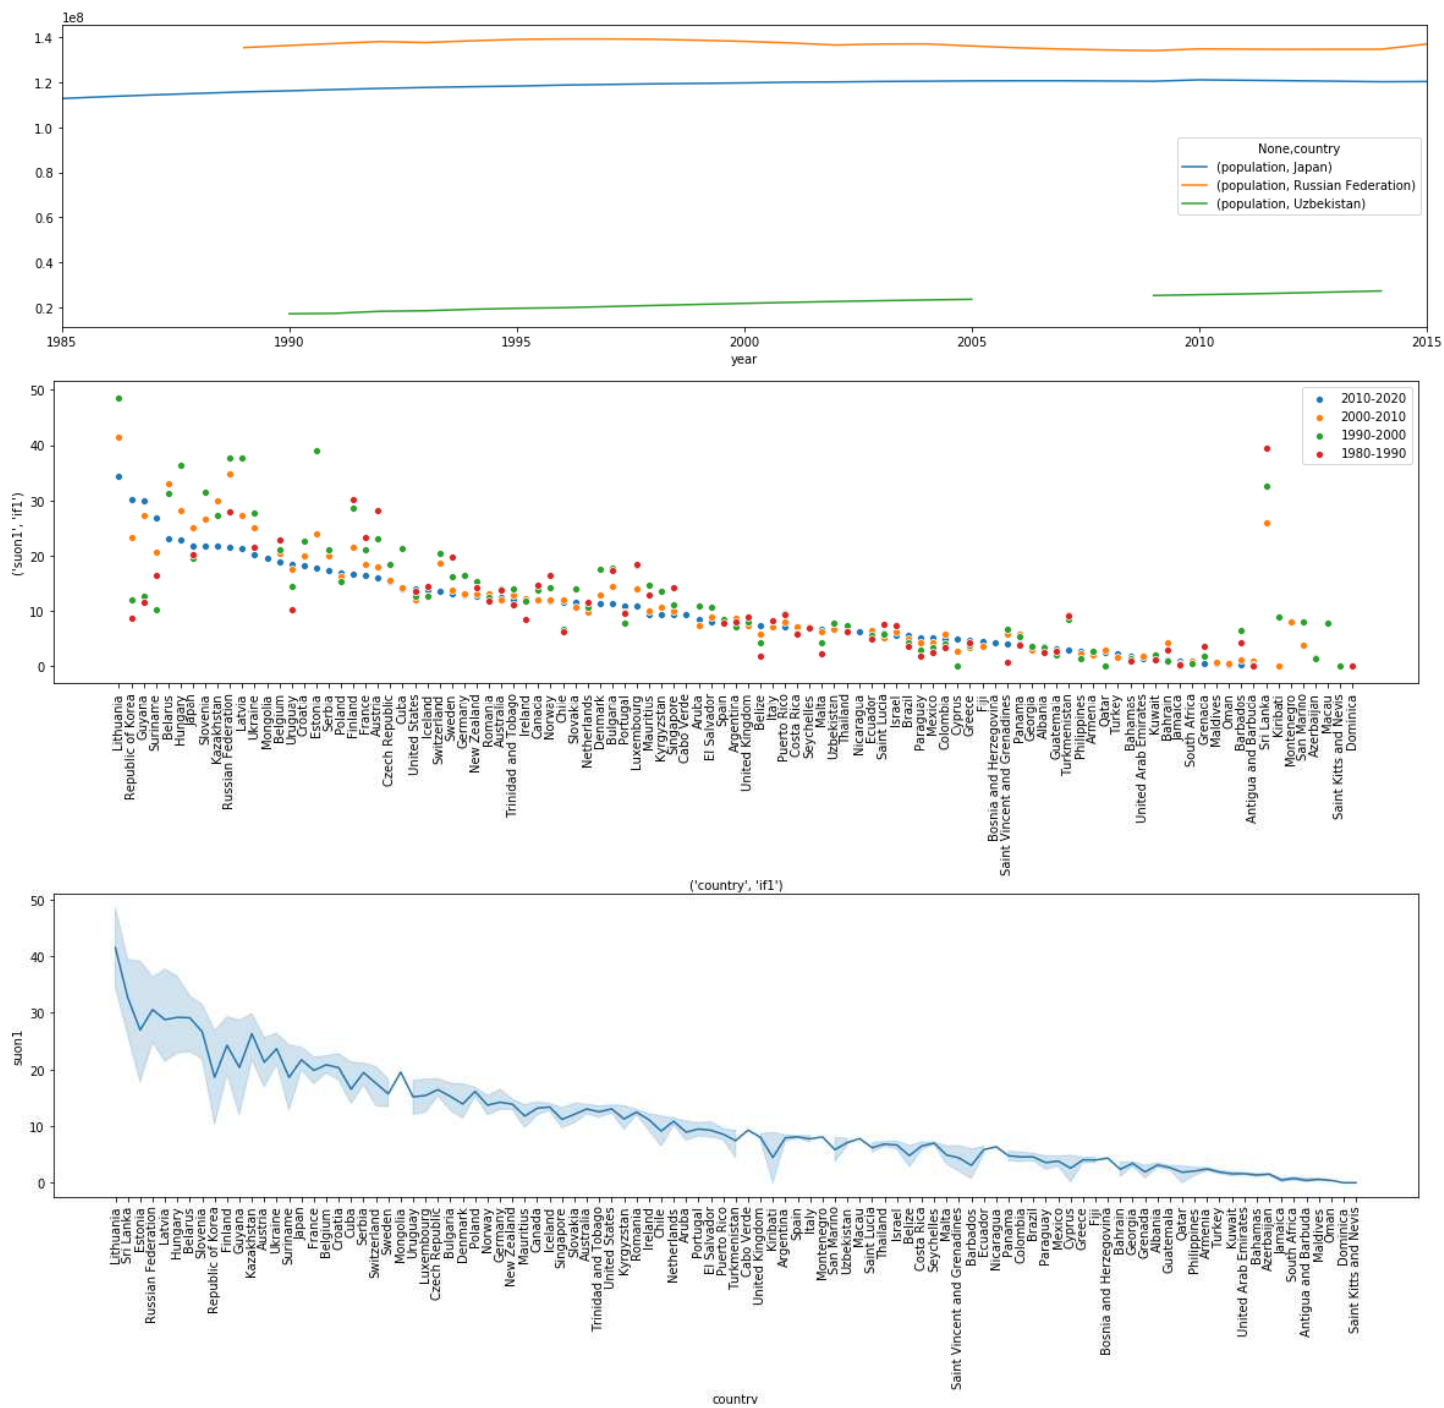 1e8
1.4
1.2
1.0
0.8
0.6
0.4
0.2
None,country
(population, Japan)
(population, Russian Federation)
(population, Uzbekistan)
1985 1990 1995 2000 2005 2010 2015
year
('suon1', 'if1')
50
40
30
20
10
0
2010-2020
2000-2010
1990-2000
1980-1990
Lithuania
Republic of Korea
Guyana
Suriname
Belarus
Hungary
Japan
Slovenia
Kazakhstan
Russian Federation
Latvia
Ukraine
Mongolia
Belgium
Uruguay
Croatia
Estonia
Serbia
Poland
Finland
France
Austria
Czech Republic
Cuba
United States
Iceland
Switzerland
Sweden
Germany
New Zealand
Romania
Australia
Trinidad and Tobago
Ireland
Canada
Norway
Chile
Slovakia
Netherlands
Denmark
Bulgaria
Portugal
Luxembourg
Mauritius
Kyrgyzstan
Singapore
Cabo Verde
Aruba
El Salvador
Spain
Argentina
United Kingdom
Belize
Italy
Puerto Rico
Costa Rica
Seychelles
Malta
Uzbekistan
Thailand
Nicaragua
Ecuador
Saint Lucia
Israel
Brazil
Paraguay
Mexico
Colombia
Cyprus
Greece
Fiji
Bosnia and Herzegovina
Saint Vincent and Grenadines
Panama
Georgia
Albania
Guatemala
Turkmenistan
Philippines
Armenia
Qatar
Turkey
Bahamas
United Arab Emirates
Kuwait
Bahrain
Jamaica
South Africa
Grenada
Maldives
Oman
Barbados
Antigua and Barbuda
Sri Lanka
Kiribati
Montenegro
San Marino
Azerbaijan
Macau
Saint Kitts and Nevis
Dominica
('country', 'if1')
suon1
50
40
30
20
10
0
Lithuania
Sri Lanka
Estonia
Russian Federation
Latvia
Hungary
Belarus
Slovenia
Republic of Korea
Finland
Guyana
Kazakhstan
Austria
Ukraine
Suriname
Japan
France
Belgium
Croatia
Cuba
Serbia
Switzerland
Sweden
Mongolia
Uruguay
Luxembourg
Czech Republic
Bulgaria
Denmark
Poland
Norway
Germany
New Zealand
Mauritius
Canada
Iceland
Singapore
Slovakia
Australia
Trinidad and Tobago
United States
Kyrgyzstan
Romania
Ireland
Chile
Netherlands
Aruba
Portugal
El Salvador
Puerto Rico
Turkmenistan
Cabo Verde
United Kingdom
Kiribati
Argentina
Spain
Italy
Montenegro
San Marino
Uzbekistan
Macau
Saint Lucia
Thailand
Israel
Belize
Costa Rica
Seychelles
Malta
Saint Vincent and Grenadines
Barbados
Ecuador
Nicaragua
Panama
Colombia
Brazil
Paraguay
Mexico
Cyprus
Greece
Fiji
Bosnia and Herzegovina
Bahrain
Georgia
Grenada
Albania
Guatemala
Qatar
Philippines
Armenia
Turkey
Kuwait
United Arab Emirates
Bahamas
Azerbaijan
Jamaica
South Africa
Antigua and Barbuda
Maldives
Oman
Dominica
Saint Kitts and Nevis
country